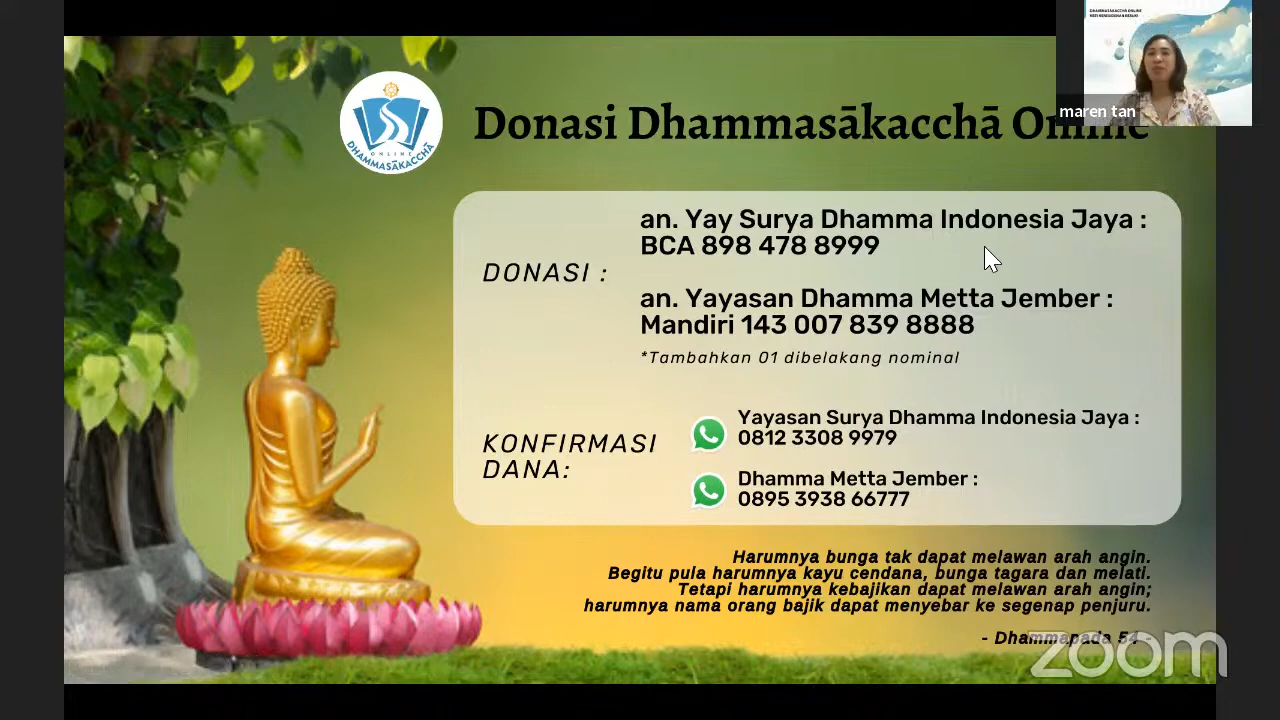 DHAMMASĀKACCHĀ ONLINE
maren tan
Donasi Dhammasākacchā Online
ONLINE
DHAMMASĀKACCHĀ
an. Yay Surya Dhamma Indonesia Jaya :
BCA 898 478 8999
DONASI :
an. Yayasan Dhamma Metta Jember :
Mandiri 143 007 839 8888
*Tambahkan 01 dibelakang nominal
KONFIRMASI
DANA:
Yayasan Surya Dhamma Indonesia Jaya :
0812 3308 9979
Dhamma Metta Jember :
0895 3938 66777
Harumnya bunga tak dapat melawan arah angin.
Begitu pula harumnya kayu cendana, bunga tagara dan melati.
Tetapi harumnya kebajikan dapat melawan arah angin;
harumnya nama orang bajik dapat menyebar ke segenap penjuru.
- Dhammapada 54 -
zoom